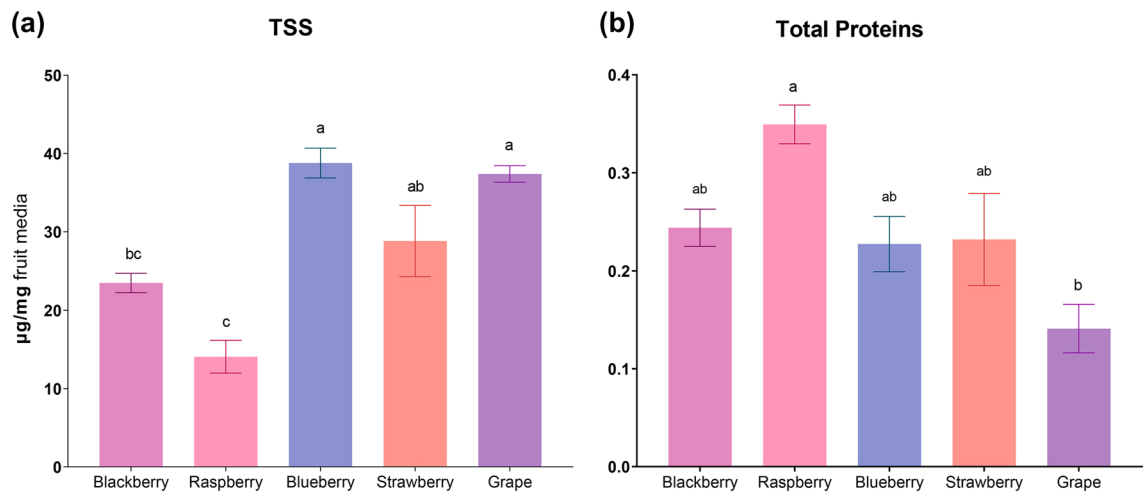 (a)
TSS
µg/mg fruit media
50
40
30
20
10
0
bc
c
a
ab
a
Blackberry Raspberry Blueberry Strawberry Grape
(b)
Total Proteins
0.4
0.3
0.2
0.1
0.0
ab
a
ab
ab
b
Blackberry Raspberry Blueberry Strawberry Grape